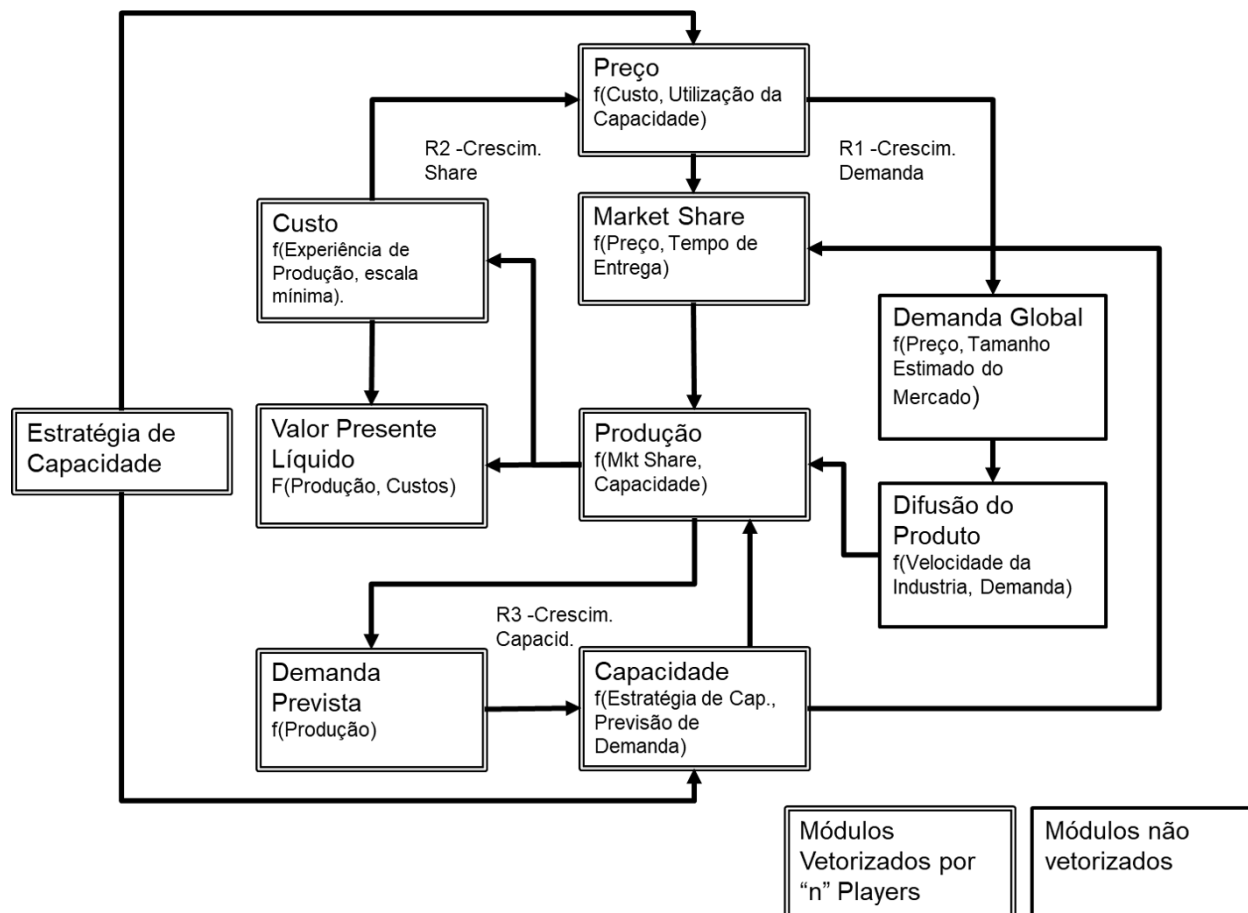 Preço
f(Custo, Utilização da
Capacidade)
R2 -Crescim.
Share
R1 -Crescim.
Demanda
Custo
f(Experiência de
Produção, escala
mínima).
Market Share
f(Preço, Tempo de
Entrega)
Demanda Global
f(Preço, Tamanho
Estimado do
Mercado)
Estratégia de
Capacidade
Valor Presente
Líquido
F(Produção, Custos)
Produção
f(Mkt Share,
Capacidade)
Difusão do
Produto
f(Velocidade da
Industria, Demanda)
R3 -Crescim.
Capacid.
Demanda
Prevista
f(Produção)
Capacidade
f(Estratégia de Cap.,
Previsão de
Demanda)
Módulos
Vetorizados por
“n” Players
Módulos não
vetorizados